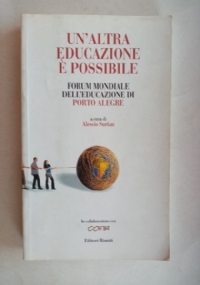 UN'ALTRA
EDUCAZIONE
È POSSIBILE
FORUM MONDIALE
DELL'EDUCAZIONE DI
PORTO ALEGRE
a cura di
In collaborazione con
Editori Riuniti